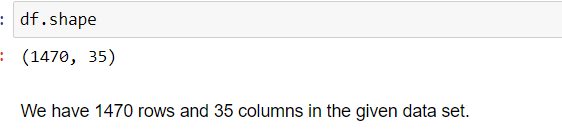 : df.shape
: (1470, 35)
We have 1470 rows and 35 columns in the given data set.